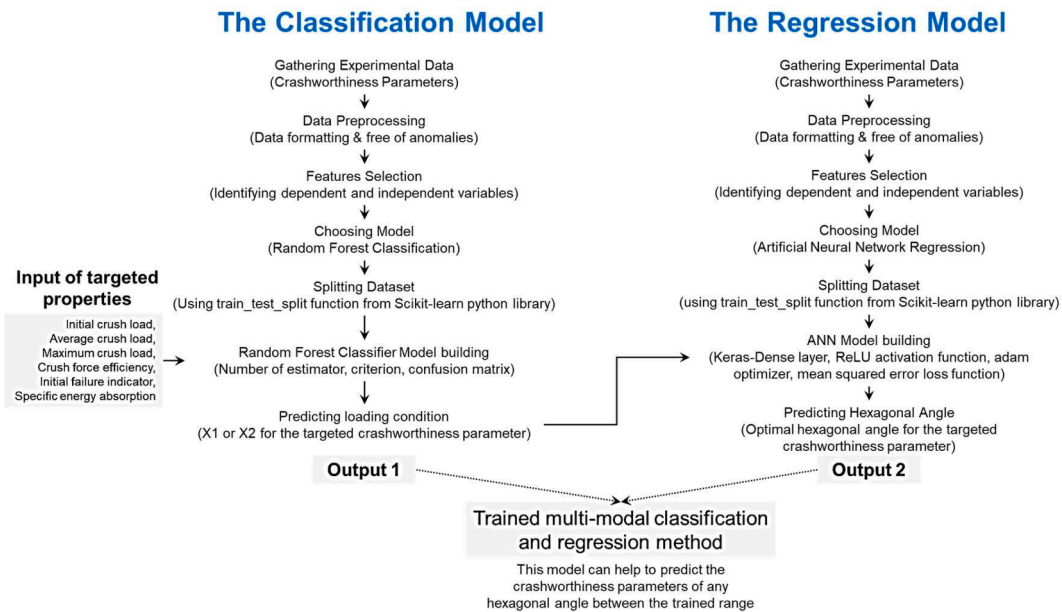 The Classification Model
Gathering Experimental Data
(Crashworthiness Parameters)
Data Preprocessing
(Data formatting & free of anomalies)
Features Selection
(Identifying dependent and independent variables)
Choosing Model
(Random Forest Classification)
Splitting Dataset
(Using train_test_split function from Scikit-learn python library)
Input of targeted
properties
Initial crush load,
Average crush load,
Maximum crush load,
Crush force efficiency,
Initial failure indicator,
Specific energy absorption
Random Forest Classifier Model building
(Number of estimator, criterion, confusion matrix)
Predicting loading condition
(X1 or X2 for the targeted crashworthiness parameter)
Output 1
The Regression Model
Gathering Experimental Data
(Crashworthiness Parameters)
Data Preprocessing
(Data formatting & free of anomalies)
Features Selection
(Identifying dependent and independent variables)
Choosing Model
(Artificial Neural Network Regression)
Splitting Dataset
(using train_test_split function from Scikit-learn python library)
ANN Model building
(Keras-Dense layer, ReLU activation function, adam
optimizer, mean squared error loss function)
Predicting Hexagonal Angle
(Optimal hexagonal angle for the targeted
crashworthiness parameter)
Output 2
Trained multi-modal classification
and regression method
This model can help to predict the
crashworthiness parameters of any
hexagonal angle between the trained range